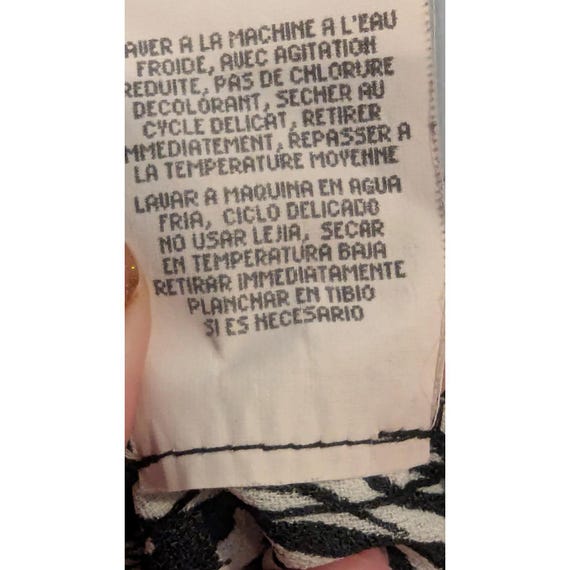 LAVER A LA MACHINE A L'EAU
FROIDE, AVEC AGITATION
REDUITE, PAS DE CHLORURE
DECOLORANT, SECHER AU
CYCLE DELICAT, RETIRER
IMMEDIATEMENT, REPASSER A
LA TEMPERATURE MOYENNE
LAVAR A MAQUINA EN AGUA
FRIA, CICLO DELICADO
NO USAR LEJIA, SECAR
EN TEMPERATURA BAJA
RETIRAR IMMEDIATAMENTE
PLANCHAR EN TIBIO
SI ES NECESARIO